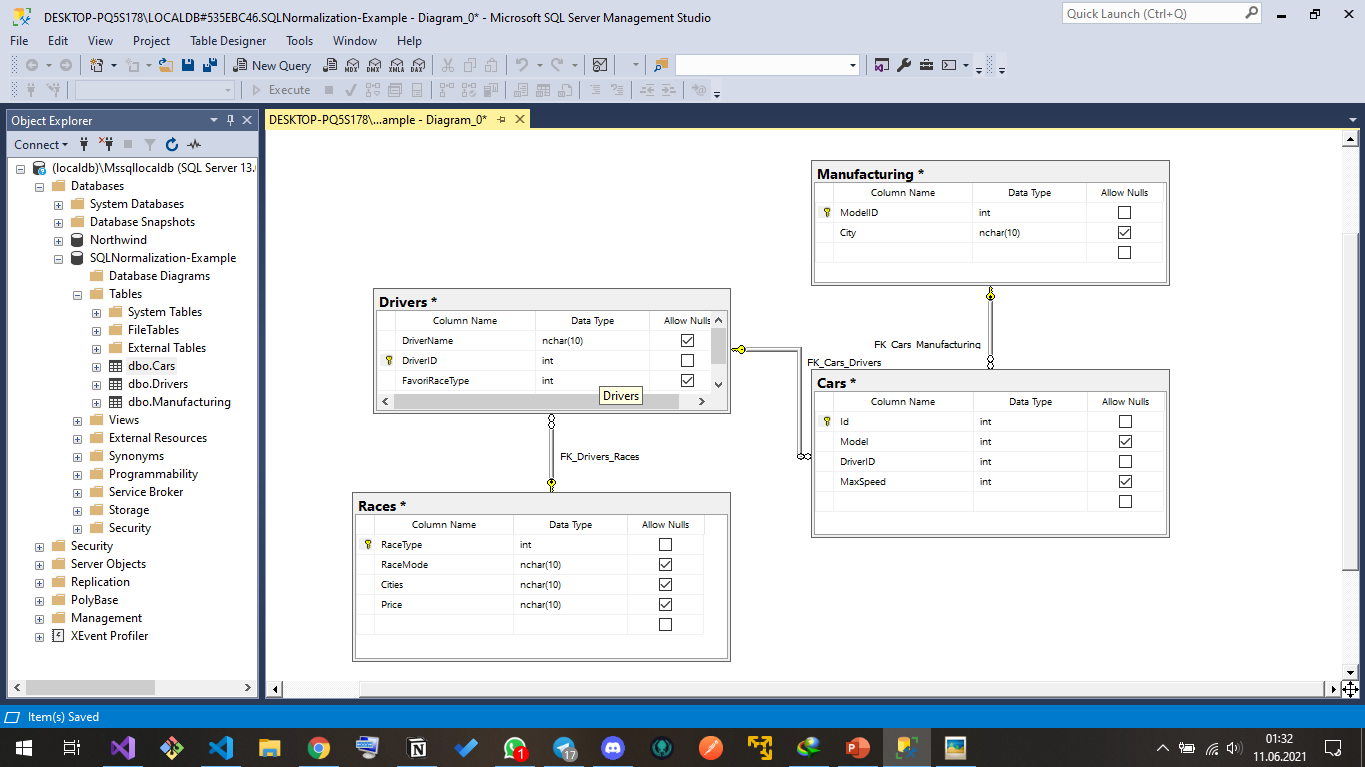 DESKTOP-PQ5S178\LOCALDB#535EBC46.SQLNormalization-Example - Diagram_0* - Microsoft SQL Server Management Studio
Quick Launch (Ctrl+Q)
File Edit View Project Table Designer Tools Window Help
New Query MDX DMX XMLA DAX
Execute
Object Explorer
DESKTOP-PQ5S178\...ample - Diagram_0*
Connect
(localdb)\Mssqllocaldb (SQL Server 13.
Databases
System Databases
Database Snapshots
Northwind
SQLNormalization-Example
Database Diagrams
Tables
System Tables
FileTables
External Tables
dbo.Cars
dbo.Drivers
dbo.Manufacturing
Views
External Resources
Synonyms
Programmability
Service Broker
Storage
Security
Security
Server Objects
Replication
PolyBase
Management
XEvent Profiler
Manufacturing *
Column Name Data Type Allow Nulls
ModelID int
City nchar(10)
Drivers *
Column Name Data Type Allow Nulls
DriverName nchar(10)
DriverID int
FavoriRaceType int
Drivers
FK_Cars_Manufacturing
FK_Cars_Drivers
Cars *
Column Name Data Type Allow Nulls
Id int
Model int
DriverID int
MaxSpeed int
FK_Drivers_Races
Races *
Column Name Data Type Allow Nulls
RaceType int
RaceMode nchar(10)
Cities nchar(10)
Price nchar(10)
Item(s) Saved
1
17
01:32
11.06.2021